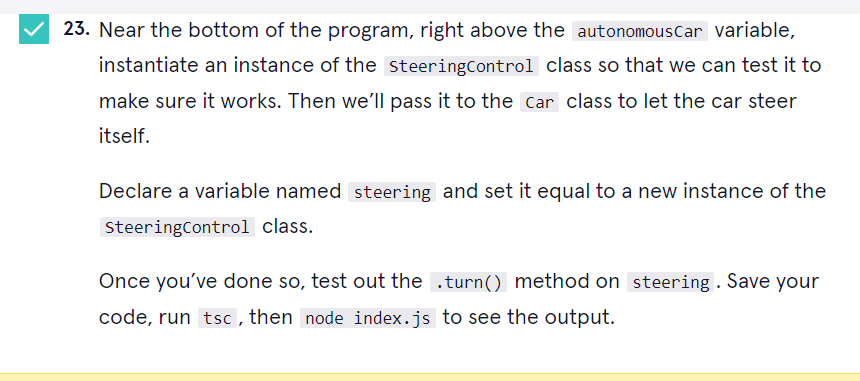 23. Near the bottom of the program, right above the autonomousCar variable,
instantiate an instance of the SteeringControl class so that we can test it to
make sure it works. Then we’ll pass it to the Car class to let the car steer
itself.
Declare a variable named steering and set it equal to a new instance of the
SteeringControl class.
Once you’ve done so, test out the .turn() method on steering. Save your
code, run tsc, then node index.js to see the output.